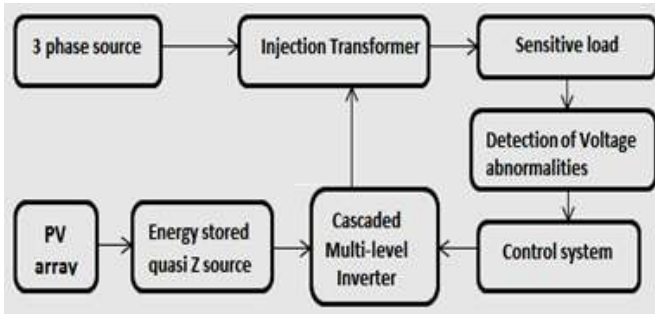 3 phase source
Injection Transformer
Sensitive load
Detection of Voltage
abnormalities
PV
array
Energy stored
quasi Z source
Cascaded
Multi-level
Inverter
Control system